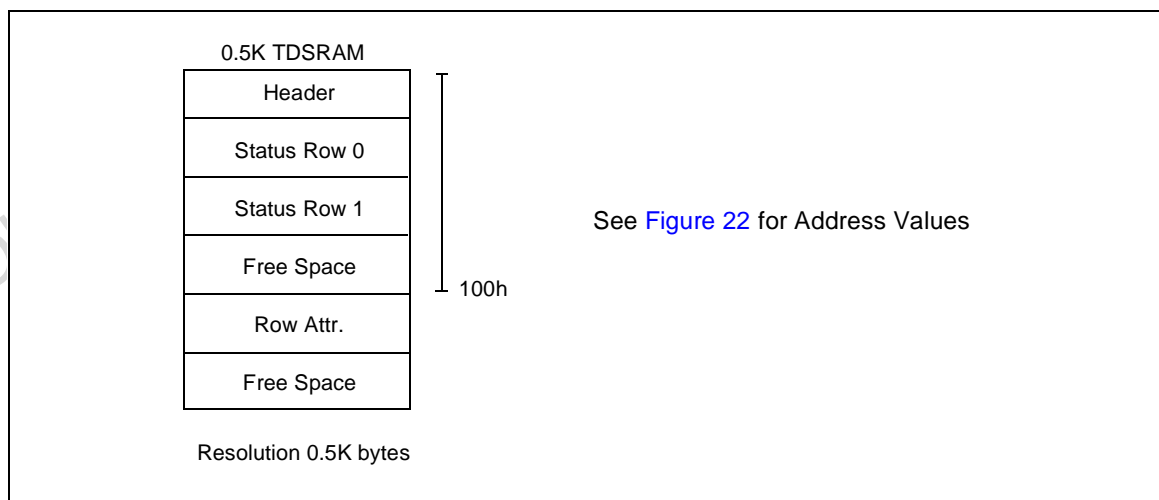 0.5K TDSRAM
Header
Status Row 0
Status Row 1
See Figure 22 for Address Values
Free Space
100h
Row Attr.
Free Space
Resolution 0.5K bytes